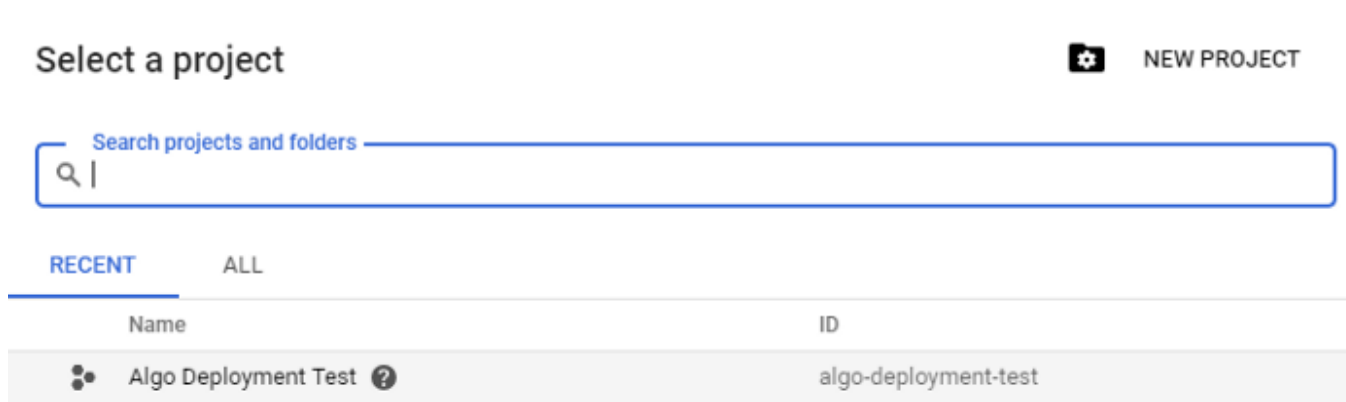 Select a project
NEW PROJECT
Search projects and folders
RECENT ALL
Name ID
Algo Deployment Test algo-deployment-test